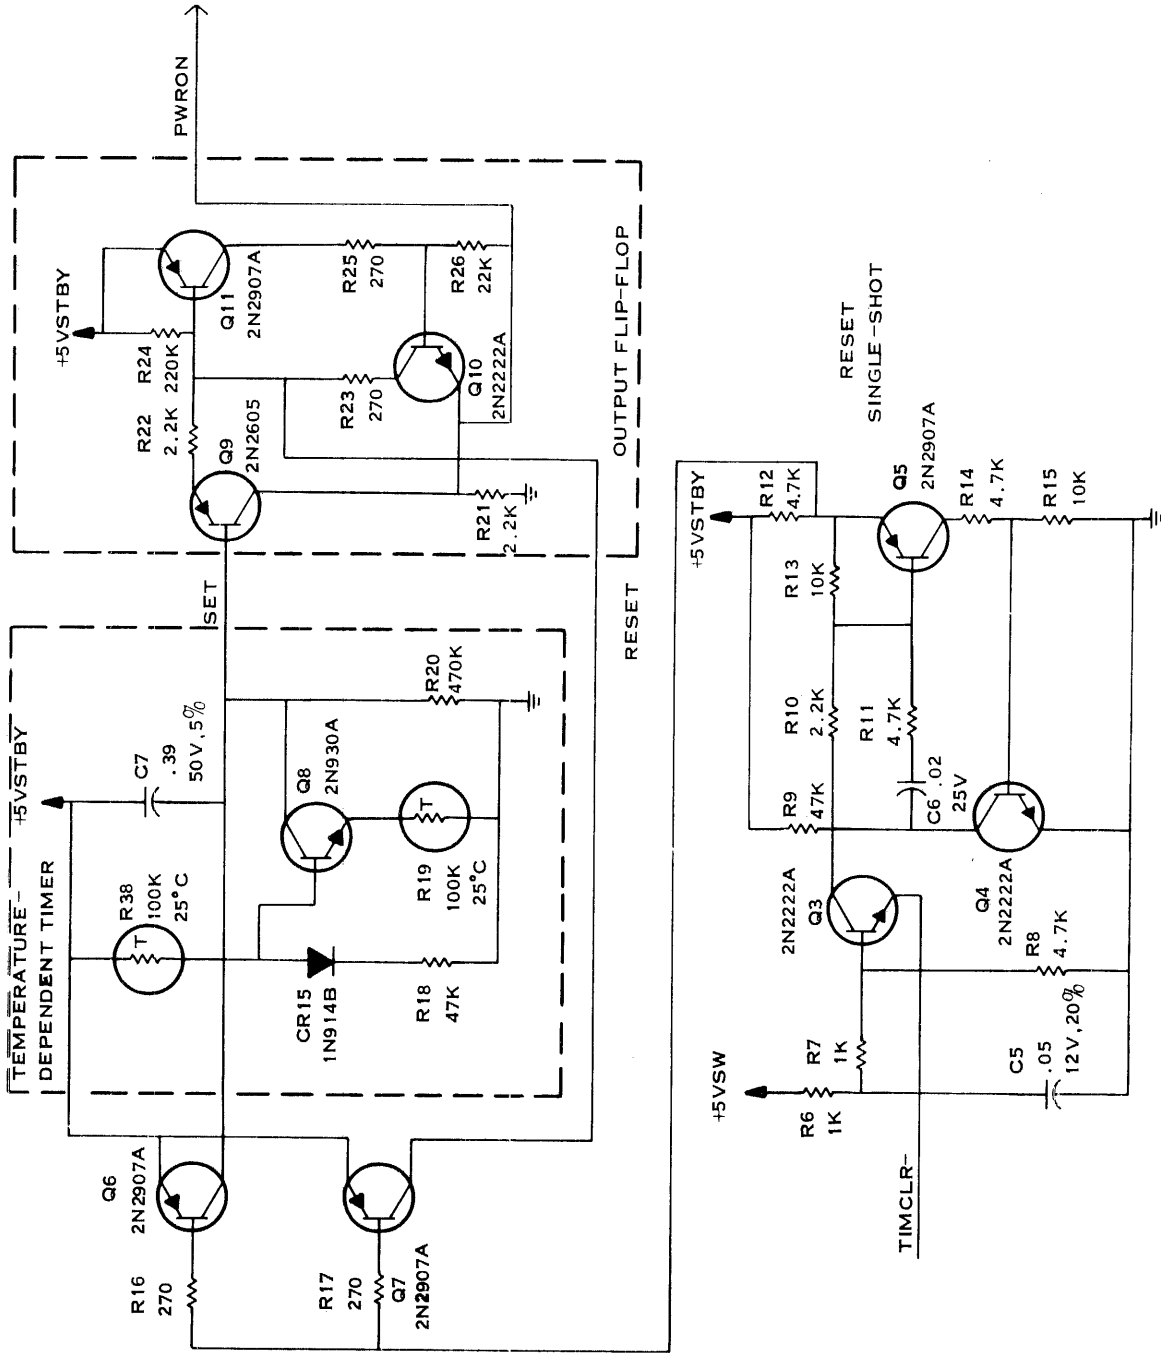 PWRON
+5VSTBY
Q11
2N2907A
R24
220K
R22
2.2K
R25
270
R26
22K
R23
270
Q10
2N2222A
Q9
2N2605
R21
2.2K
OUTPUT FLIP-FLOP
SET
RESET
TEMPERATURE-
DEPENDENT TIMER
+5VSTBY
C7
.39
50V, 5%
R38
100K
25°C
T
Q8
2N930A
R20
470K
T
R19
100K
25°C
CR15
1N914B
R18
47K
Q6
2N2907A
R16
270
R17
270
Q7
2N2907A
RESET
SINGLE-SHOT
+5VSTBY
R12
4.7K
Q5
2N2907A
R14
4.7K
R15
10K
R13
10K
R10
2.2K
R11
4.7K
R9
47K
C6 .02
25V
2N2222A
Q3
Q4
2N2222A
R8
4.7K
+5VSW
R7
1K
R6
1K
C5
.05
12V, 20%
TIMCLR-